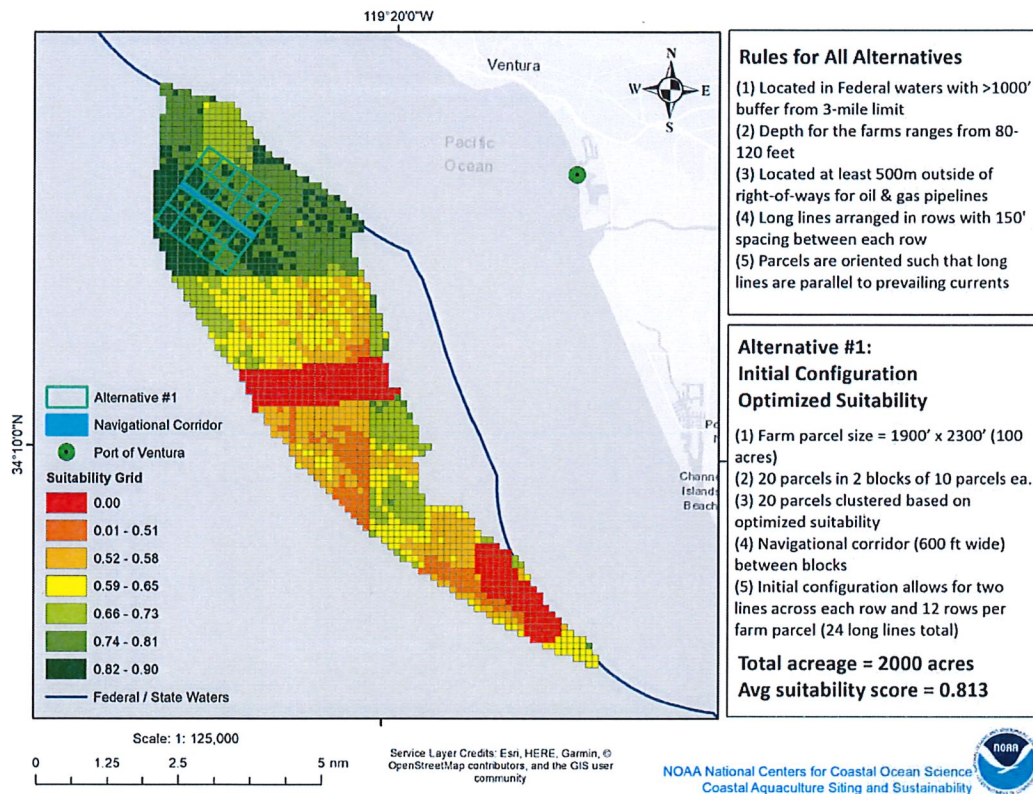 119°20'0"W
Ventura
N
W
E
S
Pacific
Ocean
34°10'0"N
Channe
Islands
Beach
Alternative #1
Navigational Corridor
Port of Ventura
Suitability Grid
0.00
0.01 - 0.51
0.52 - 0.58
0.59 - 0.65
0.66 - 0.73
0.74 - 0.81
0.82 - 0.90
Federal / State Waters
Scale: 1: 125,000
0 1.25 2.5 5 nm
Service Layer Credits: Esri, HERE, Garmin, ©
OpenStreetMap contributors, and the GIS user
community
Rules for All Alternatives
(1) Located in Federal waters with >1000'
buffer from 3-mile limit
(2) Depth for the farms ranges from 80-
120 feet
(3) Located at least 500m outside of
right-of-ways for oil & gas pipelines
(4) Long lines arranged in rows with 150'
spacing between each row
(5) Parcels are oriented such that long
lines are parallel to prevailing currents
Alternative #1:
Initial Configuration
Optimized Suitability
(1) Farm parcel size = 1900' x 2300' (100
acres)
(2) 20 parcels in 2 blocks of 10 parcels ea.
(3) 20 parcels clustered based on
optimized suitability
(4) Navigational corridor (600 ft wide)
between blocks
(5) Initial configuration allows for two
lines across each row and 12 rows per
farm parcel (24 long lines total)
Total acreage = 2000 acres
Avg suitability score = 0.813
NOAA National Centers for Coastal Ocean Science
Coastal Aquaculture Siting and Sustainability
NOAA